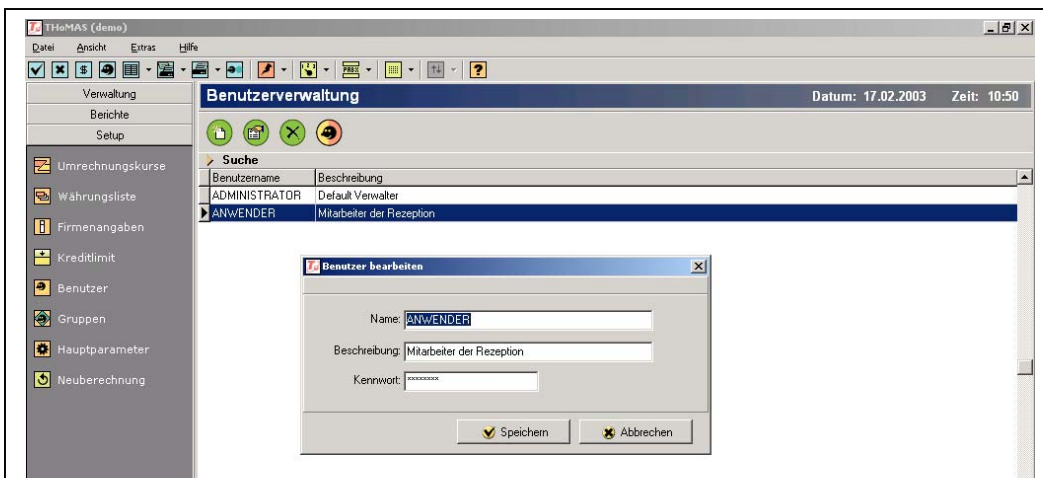 THoMAS (demo)
Datei Ansicht Extras Hilfe
Verwaltung
Berichte
Setup
Umrechnungskurse
Währungsliste
Firmenangaben
Kreditlimit
Benutzer
Gruppen
Hauptparameter
Neuberechnung
Benutzerverwaltung Datum: 17.02.2003 Zeit: 10:50
Suche
Benutzername Beschreibung
ADMINISTRATOR Default Verwalter
ANWENDER Mitarbeiter der Rezeption
Benutzer bearbeiten
Name: ANWENDER
Beschreibung: Mitarbeiter der Rezeption
Kennwort: ********
Speichern Abbrechen